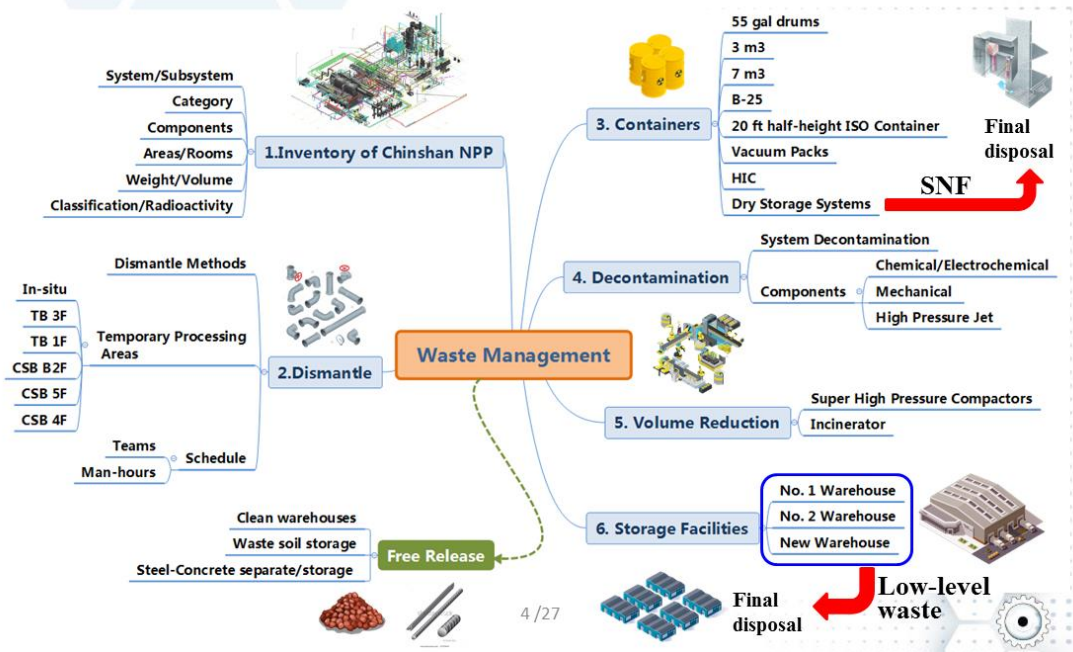 System/Subsystem
Category
Components
Areas/Rooms
Weight/Volume
Classification/Radioactivity
1.Inventory of Chinshan NPP
Dismantle Methods
In-situ
TB 3F
TB 1F
CSB B2F
CSB 5F
CSB 4F
Temporary Processing
Areas
Teams
Man-hours
Schedule
2.Dismantle
Waste Management
3. Containers
55 gal drums
3 m3
7 m3
B-25
20 ft half-height ISO Container
Vacuum Packs
HIC
Dry Storage Systems
SNF
Final
disposal
4. Decontamination
System Decontamination
Components
Chemical/Electrochemical
Mechanical
High Pressure Jet
5. Volume Reduction
Super High Pressure Compactors
Incinerator
6. Storage Facilities
No. 1 Warehouse
No. 2 Warehouse
New Warehouse
Low-level
waste
Final
disposal
Clean warehouses
Waste soil storage
Steel-Concrete separate/storage
Free Release
4 /27